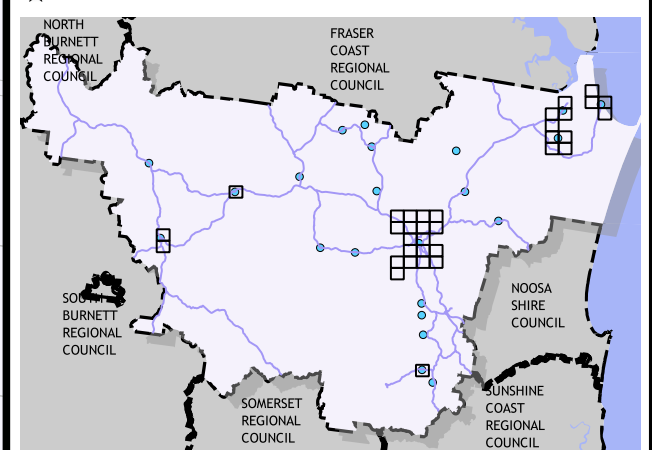 NORTH
BURNETT
REGIONAL
COUNCIL
FRASER
COAST
REGIONAL
COUNCIL
SOUTH
BURNETT
REGIONAL
COUNCIL
NOOSA
SHIRE
COUNCIL
SOMERSET
REGIONAL
COUNCIL
SUNSHINE
COAST
REGIONAL
COUNCIL